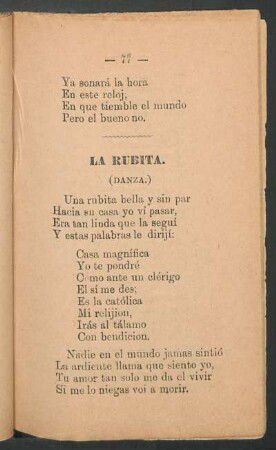 — 77 —
Ya sonará la hora
En este reloj,
En que tiemble el mundo
Pero el bueno no.
LA RUBITA.
(DANZA.)
Una rubita bella y sin par
Hacia su casa yo ví pasar,
Era tan linda que la seguí
Y estas palabras le dirijí:
Casa magnífica
Yo te pondré
Como ante un clérigo
El sí me des;
Es la católica
Mi relijion,
Irás al tálamo
Con bendicion.
Nadie en el mundo jamas sintió
La ardiente llama que siento yo,
Tu amor tan solo me da el vivir
Si me lo niegas voi a morir.